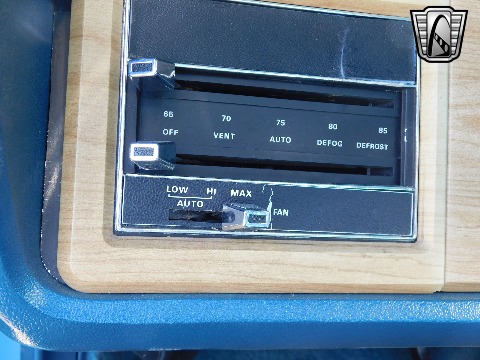 65 70 75 80 85
OFF VENT AUTO DEFOG DEFROST
LOW HI MAX
AUTO
FAN